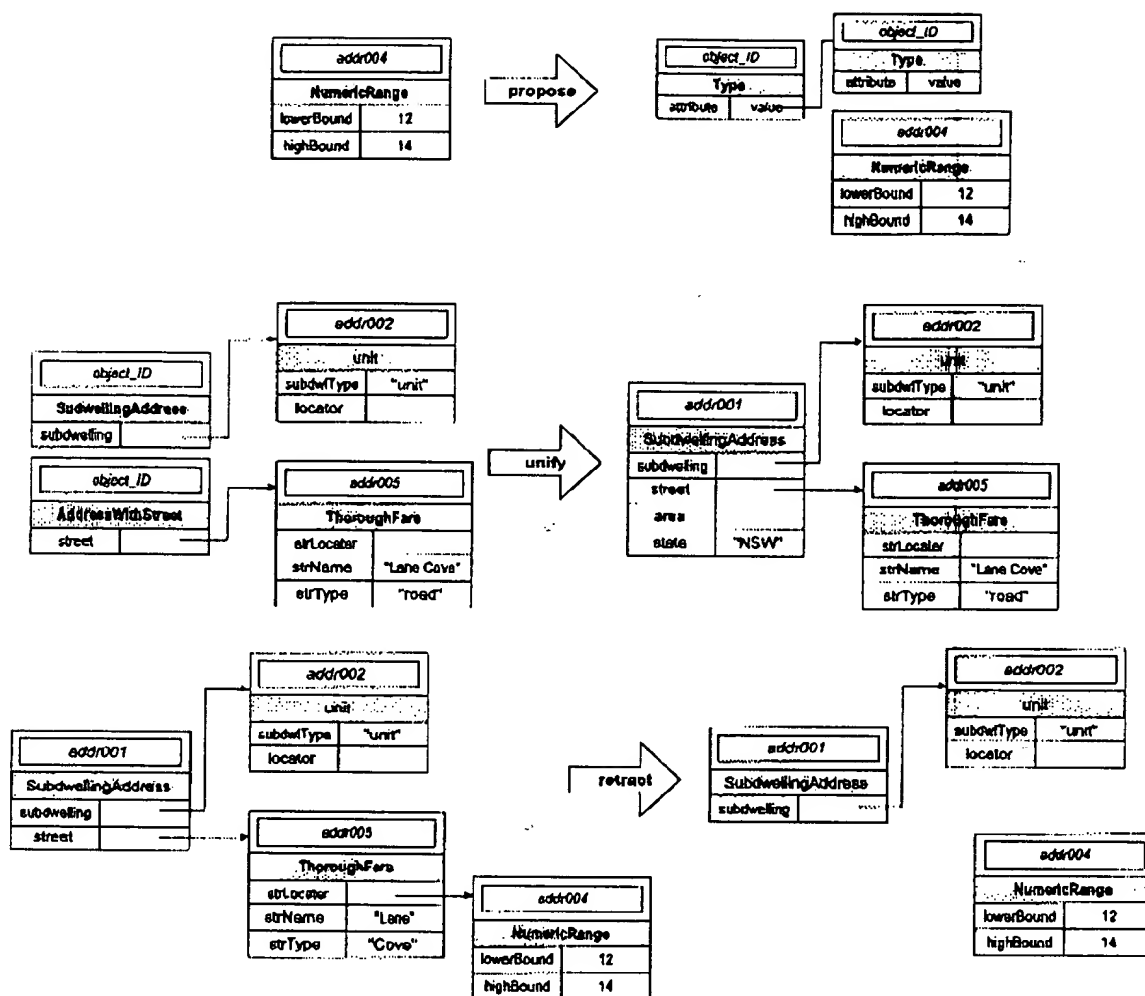 addr004
NumericRange
lowerBound 12
highBound 14
propose
object_ID
Type
attribute value
object_ID
Type
attribute value
addr004
NumericRange
lowerBound 12
highBound 14
object_ID
SudwellingAddress
subdwelling
object_ID
AddressWithStreet
street
addr002
unit
subdwlType "unit"
locator
addr005
ThoroughFare
strLocater
strName "Lane Cove"
strType "road"
unify
addr001
SubdwellingAddress
subdwelling
street
area
state "NSW"
addr002
unit
subdwlType "unit"
locator
addr005
ThoroughFare
strLocater
strName "Lane Cove"
strType "road"
addr001
SubdwellingAddress
subdwelling
street
addr002
unit
subdwlType "unit"
locator
addr005
ThoroughFare
strLocater
strName "Lane"
strType "Cove"
addr004
NumericRange
lowerBound 12
highBound 14
retract
addr001
SubdwellingAddress
subdwelling
addr002
unit
subdwlType "unit"
locator
addr004
NumericRange
lowerBound 12
highBound 14